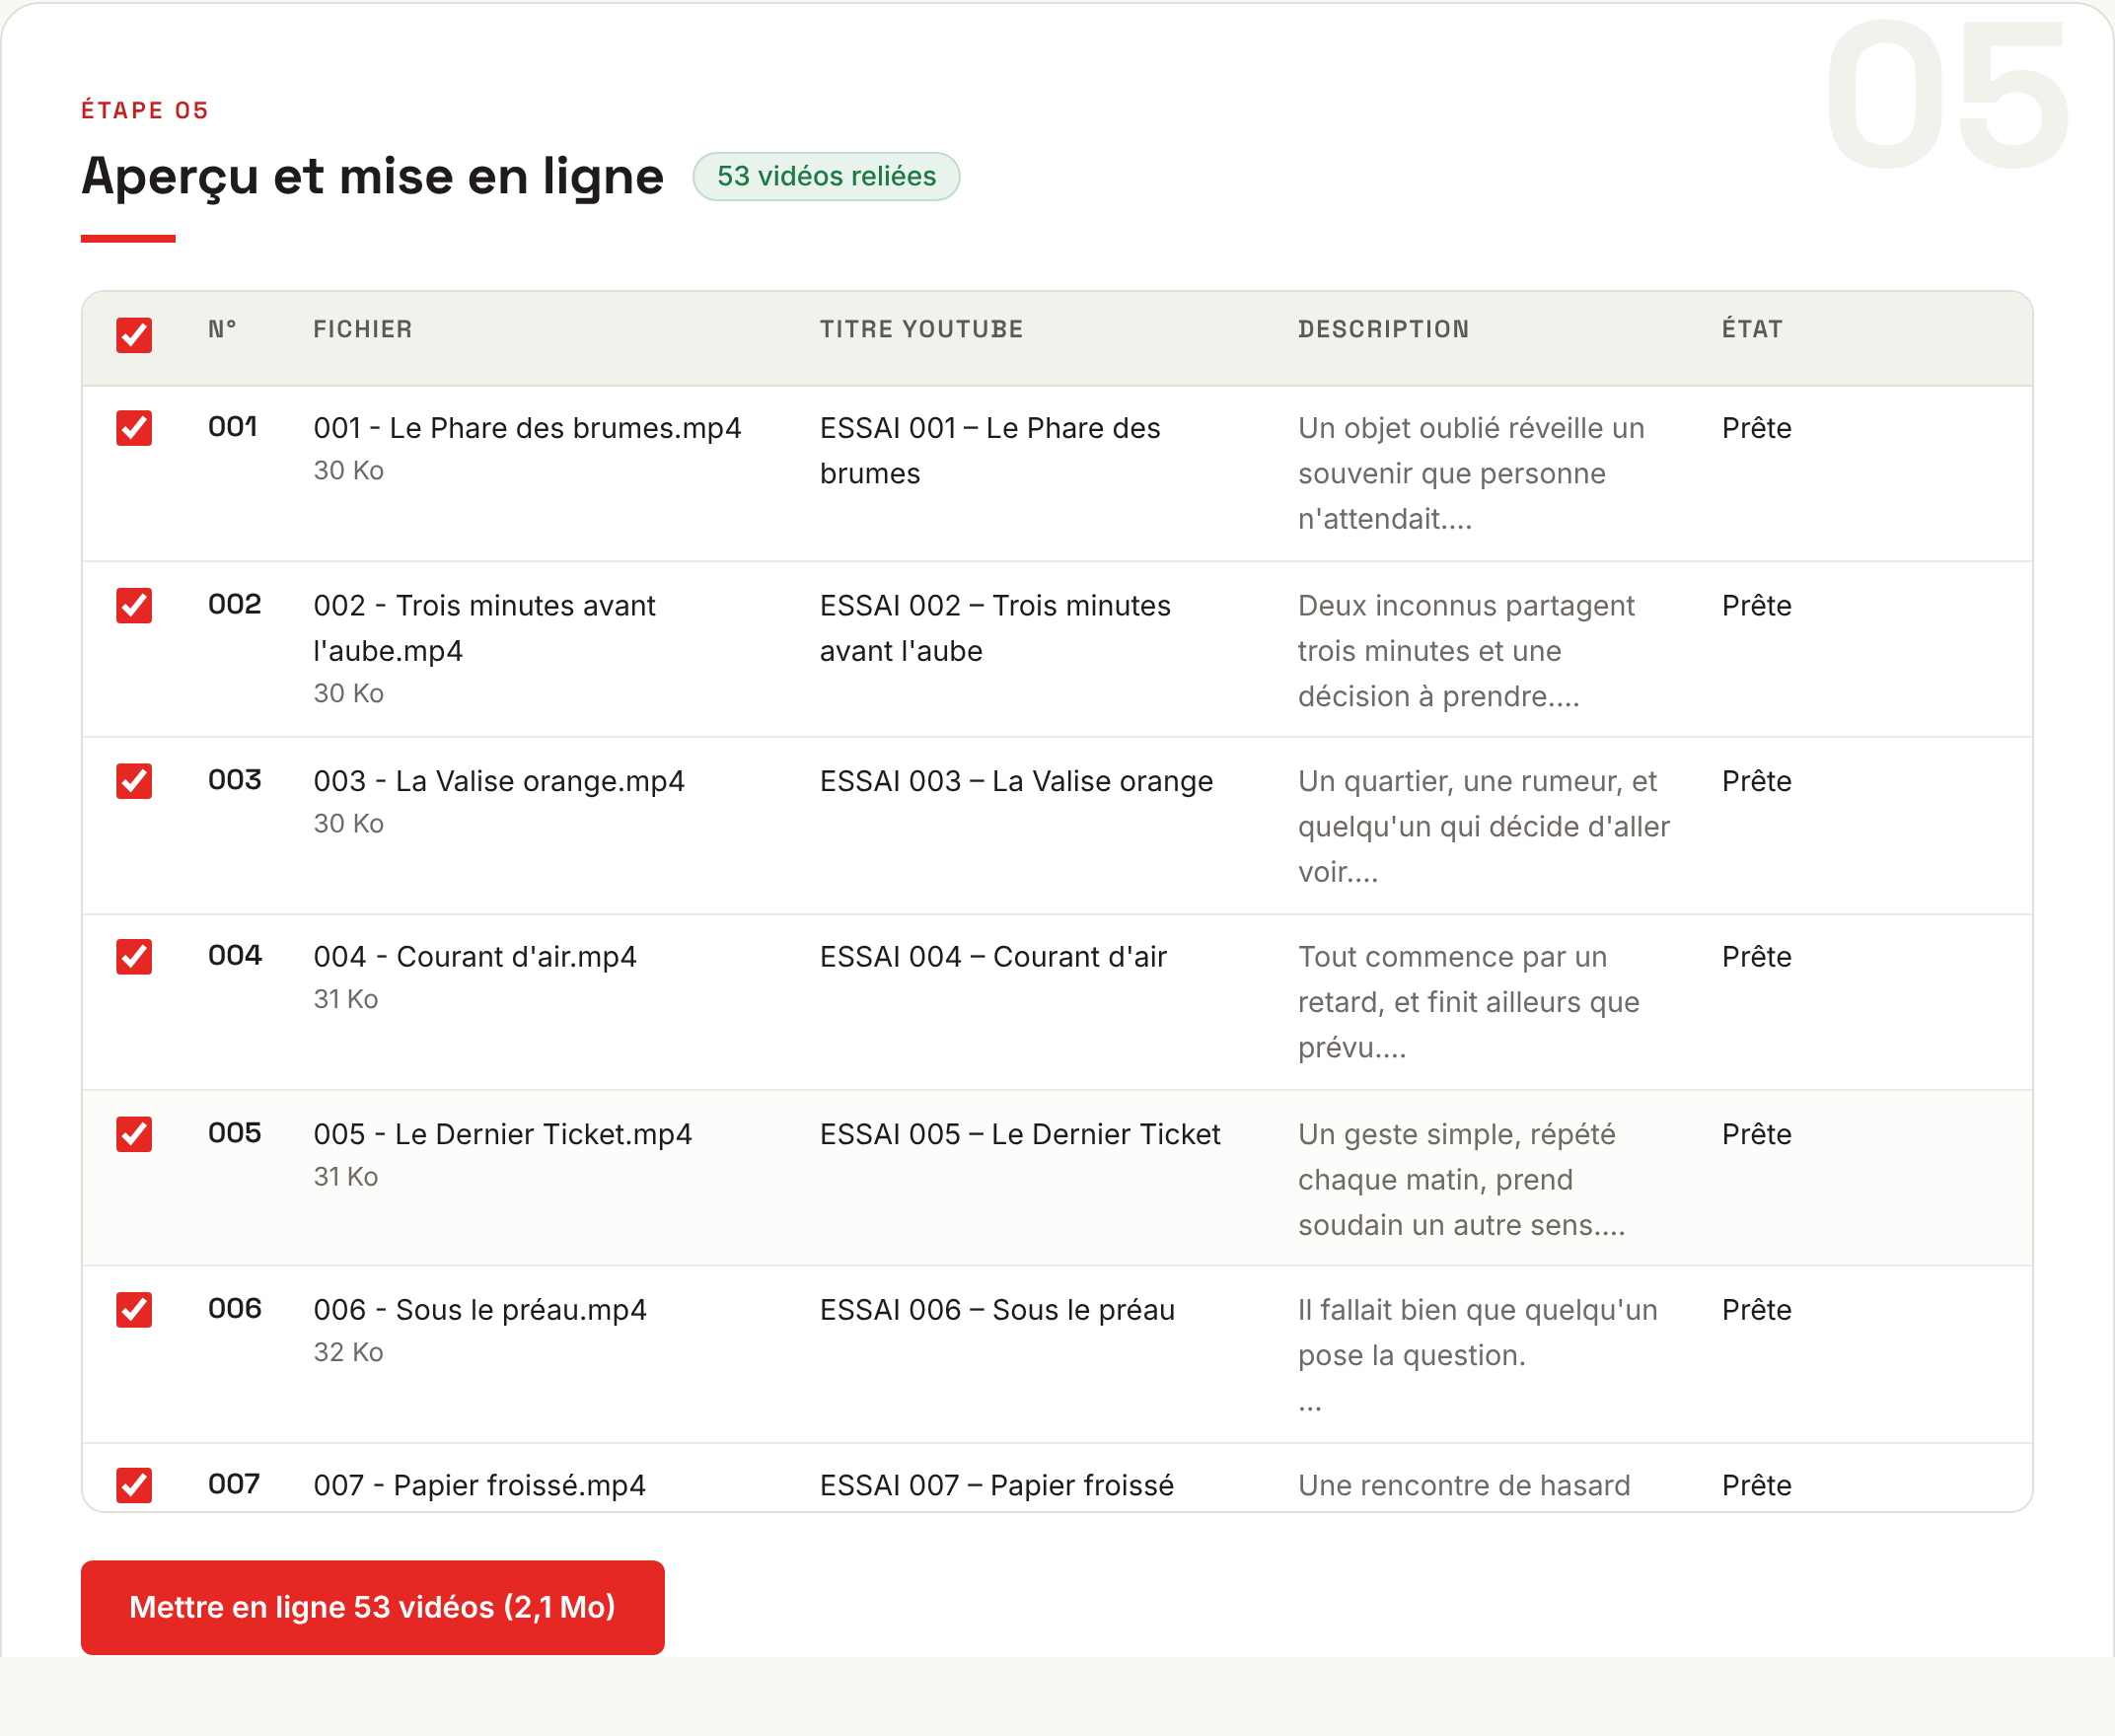 05
ÉTAPE 05
Aperçu et mise en ligne 53 vidéos reliées
N° FICHIER TITRE YOUTUBE DESCRIPTION ÉTAT
001 001 - Le Phare des brumes.mp4 ESSAI 001 – Le Phare des Un objet oublié réveille un Prête
30 Ko brumes souvenir que personne
n'attendait....
002 002 - Trois minutes avant ESSAI 002 – Trois minutes Deux inconnus partagent Prête
l'aube.mp4 avant l'aube trois minutes et une
30 Ko décision à prendre....
003 003 - La Valise orange.mp4 ESSAI 003 – La Valise orange Un quartier, une rumeur, et Prête
30 Ko quelqu'un qui décide d'aller
voir....
004 004 - Courant d'air.mp4 ESSAI 004 – Courant d'air Tout commence par un Prête
31 Ko retard, et finit ailleurs que
prévu....
005 005 - Le Dernier Ticket.mp4 ESSAI 005 – Le Dernier Ticket Un geste simple, répété Prête
31 Ko chaque matin, prend
soudain un autre sens....
006 006 - Sous le préau.mp4 ESSAI 006 – Sous le préau Il fallait bien que quelqu'un Prête
32 Ko pose la question.
...
007 007 - Papier froissé.mp4 ESSAI 007 – Papier froissé Une rencontre de hasard Prête
Mettre en ligne 53 vidéos (2,1 Mo)